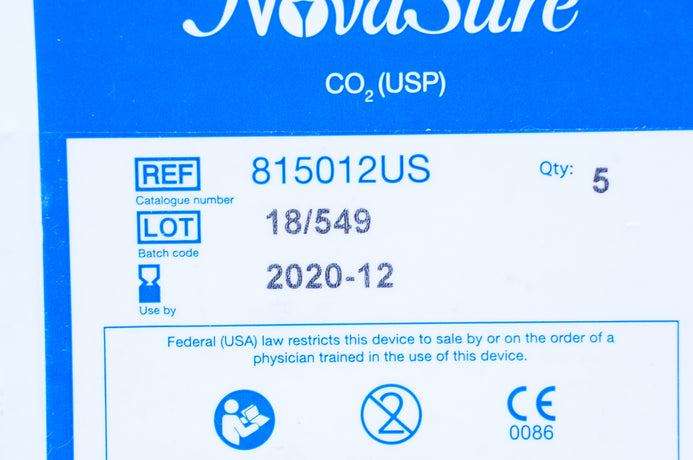 NovaSure
CO₂ (USP)
REF 815012US Qty: 5
Catalogue number
LOT 18/549
Batch code
2020-12
Use by
Federal (USA) law restricts this device to sale by or on the order of a
physician trained in the use of this device.
2 CE
0086